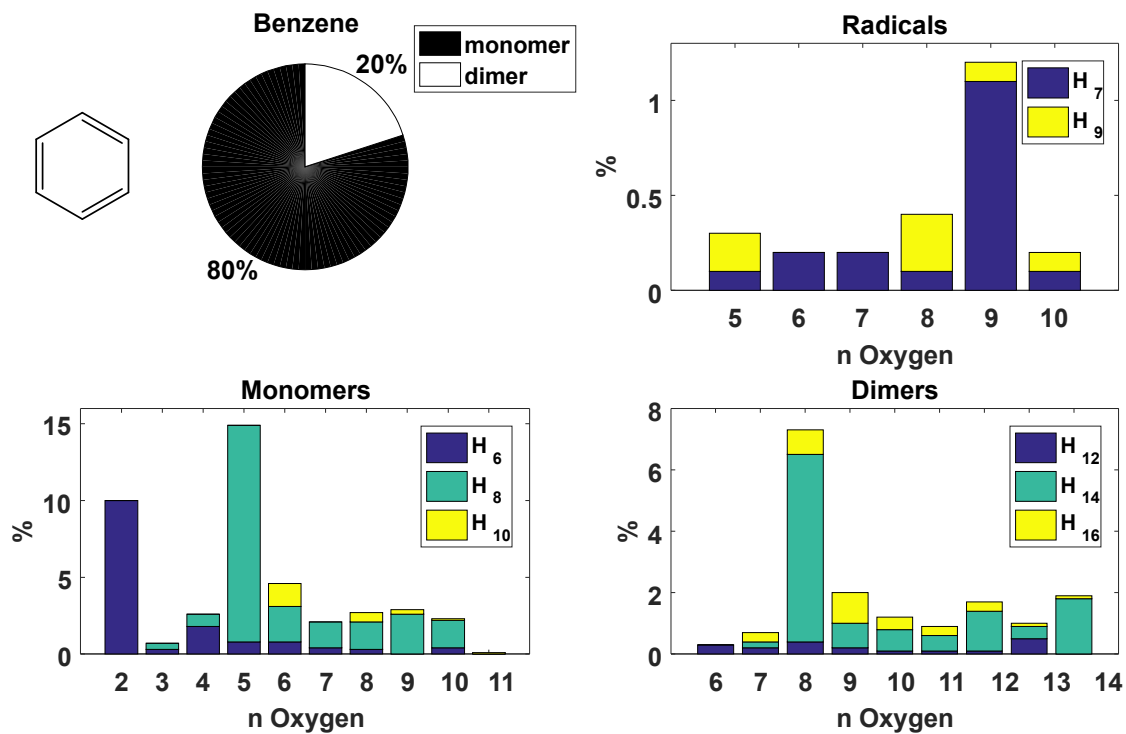 Benzene
20%
80%
monomer
dimer
Radicals
1
0.5
0
%
5 6 7 8 9 10
n Oxygen
H 7
H 9
Monomers
15
10
5
0
%
2 3 4 5 6 7 8 9 10 11
n Oxygen
H 6
H 8
H 10
Dimers
8
6
4
2
0
%
6 7 8 9 10 11 12 13 14
n Oxygen
H 12
H 14
H 16